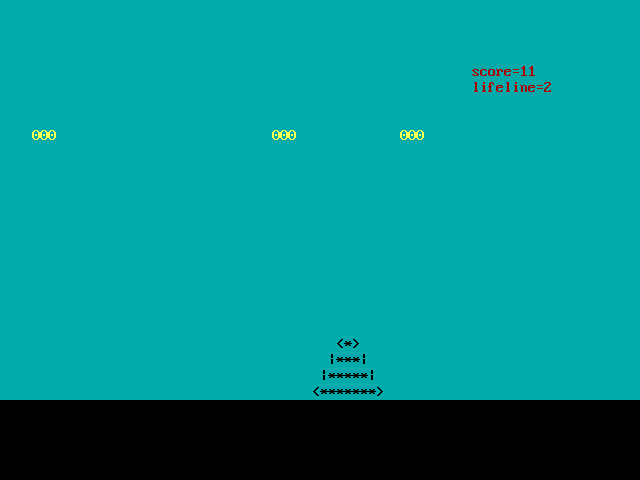 score=11
lifeline=2
000 000 000
<*>
|***|
|*****|
<*******>